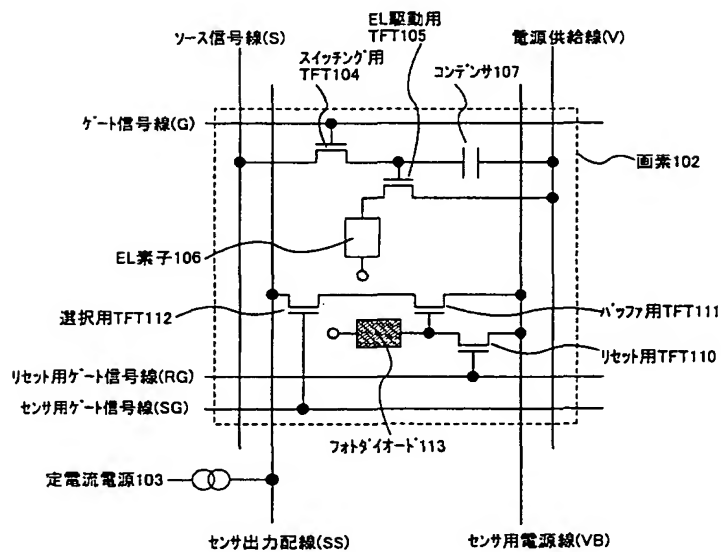 ソース信号線(S)
EL駆動用
TFT105
電源供給線(V)
スイッチング用
TFT104
コンデンサ107
ゲート信号線(G)
画素102
EL素子106
選択用TFT112
バッファ用TFT111
リセット用TFT110
リセット用ゲート信号線(RG)
センサ用ゲート信号線(SG)
フォトダイオード113
定電流電源103
センサ出力配線(SS)
センサ用電源線(VB)